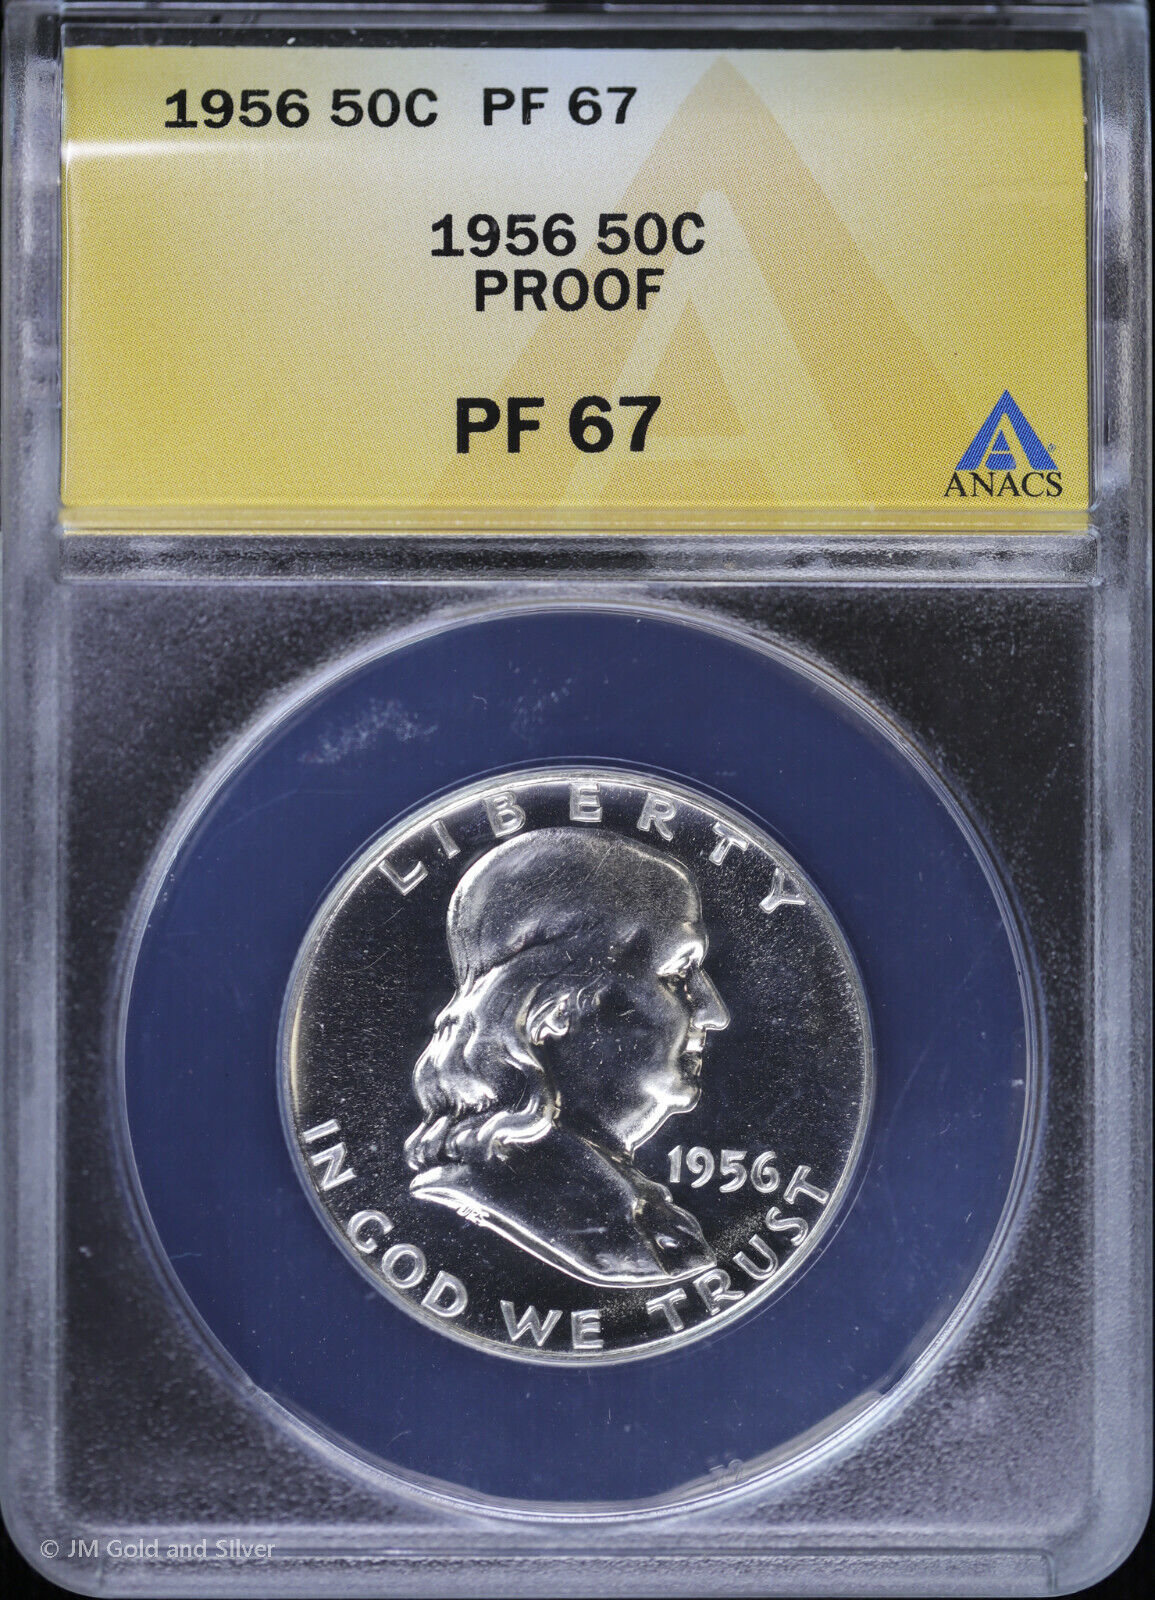 1956 50C PF 67
1956 50C
PROOF
PF 67
ANACS
LIBERTY
1956
IN GOD WE TRUST
© JM Gold and Silver